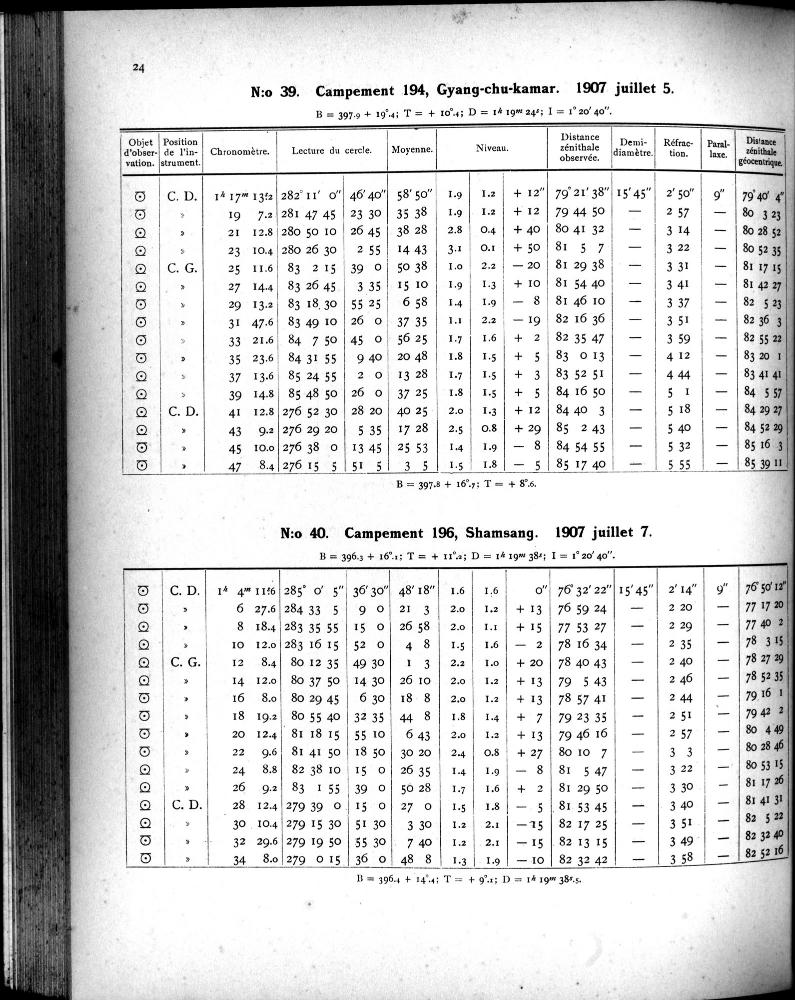 24
N:o 39. Campement 194, Gyang-chu-kamar. 1907 juillet 5.
B = 397.9 + 19°.4; T = + 10°.4; D = 1h 19m 24s; I = 1° 20' 40".
Objet d'obser- vation. Position de l'in- strument. Chronomètre. Lecture du cercle. Moyenne. Niveau. Distance zénithale observée. Demi- diamètre. Réfrac- tion. Paral- laxe. Distance zénithale géocentrique.
C. D. 1h 17m 13s.2 282° 11' 0" 46' 40" 58' 50" 1.9 1.2 + 12" 79° 21' 38" 15' 45" 2' 50" 9" 79° 40' 4"
» 19 7.2 281 47 45 23 30 35 38 1.9 1.2 + 12 79 44 50 — 2 57 — 80 3 23
» 21 12.8 280 50 10 26 45 38 28 2.8 0.4 + 40 80 41 32 — 3 14 — 80 28 52
» 23 10.4 280 26 30 2 55 14 43 3.1 0.1 + 50 81 5 7 — 3 22 — 80 52 35
C. G. 25 11.6 83 2 15 39 0 50 38 1.0 2.2 — 20 81 29 38 — 3 31 — 81 17 15
» 27 14.4 83 26 45 3 35 15 10 1.9 1.3 + 10 81 54 40 — 3 41 — 81 42 27
» 29 13.2 83 18 30 55 25 6 58 1.4 1.9 — 8 81 46 10 — 3 37 — 82 5 23
» 31 47.6 83 49 10 26 0 37 35 1.1 2.2 — 19 82 16 36 — 3 51 — 82 36 3
» 33 21.6 84 7 50 45 0 56 25 1.7 1.6 + 2 82 35 47 — 3 59 — 82 55 22
» 35 23.6 84 31 55 9 40 20 48 1.8 1.5 + 5 83 0 13 — 4 12 — 83 20 1
» 37 13.6 85 24 55 2 0 13 28 1.7 1.5 + 3 83 52 51 — 4 44 — 83 41 41
» 39 14.8 85 48 50 26 0 37 25 1.8 1.5 + 5 84 16 50 — 5 1 — 84 5 57
C. D. 41 12.8 276 52 30 28 20 40 25 2.0 1.3 + 12 84 40 3 — 5 18 — 84 29 27
» 43 9.2 276 29 20 5 35 17 28 2.5 0.8 + 29 85 2 43 — 5 40 — 84 52 29
» 45 10.0 276 38 0 13 45 25 53 1.4 1.9 — 8 84 54 55 — 5 32 — 85 16 3
» 47 8.4 276 15 5 51 5 3 5 1.5 1.8 — 5 85 17 40 — 5 55 — 85 39 11
B = 397.8 + 16°.7; T = + 8°.6.
N:o 40. Campement 196, Shamsang. 1907 juillet 7.
B = 396.3 + 16°.1; T = + 11°.2; D = 1h 19m 38s; I = 1° 20' 40".
C. D. 1h 4m 11s.6 285° 0' 5" 36' 30" 48' 18" 1.6 1.6 0" 76° 32' 22" 15' 45" 2' 14" 9" 76° 50' 12"
» 6 27.6 284 33 5 9 0 21 3 2.0 1.2 + 13 76 59 24 — 2 20 — 77 17 20
» 8 18.4 283 35 55 15 0 26 58 2.0 1.1 + 15 77 53 27 — 2 29 — 77 40 2
» 10 12.0 283 16 15 52 0 4 8 1.5 1.6 — 2 78 16 34 — 2 35 — 78 3 15
C. G. 12 8.4 80 12 35 49 30 1 3 2.2 1.0 + 20 78 40 43 — 2 40 — 78 27 29
» 14 12.0 80 37 50 14 30 26 10 2.0 1.2 + 13 79 5 43 — 2 46 — 78 52 35
» 16 8.0 80 29 45 6 30 18 8 2.0 1.2 + 13 78 57 41 — 2 44 — 79 16 1
» 18 19.2 80 55 40 32 35 44 8 1.8 1.4 + 7 79 23 35 — 2 51 — 79 42 2
» 20 12.4 81 18 15 55 10 6 43 2.0 1.2 + 13 79 46 16 — 2 57 — 80 4 49
» 22 9.6 81 41 50 18 50 30 20 2.4 0.8 + 27 80 10 7 — 3 3 — 80 28 46
» 24 8.8 82 38 10 15 0 26 35 1.4 1.9 — 8 81 5 47 — 3 22 — 80 53 15
» 26 9.2 83 1 55 39 0 50 28 1.7 1.6 + 2 81 29 50 — 3 30 — 81 17 26
C. D. 28 12.4 279 39 0 15 0 27 0 1.5 1.8 — 5 81 53 45 — 3 40 — 81 41 31
» 30 10.4 279 15 30 51 30 3 30 1.2 2.1 — 15 82 17 25 — 3 51 — 82 5 22
» 32 29.6 279 19 50 55 30 7 40 1.2 2.1 — 15 82 13 15 — 3 49 — 82 32 40
» 34 8.0 279 0 15 36 0 48 8 1.3 1.9 — 10 82 32 42 — 3 58 — 82 52 16
B = 396.4 + 14°.4; T = + 9°.1; D = 1h 19m 38s.5.